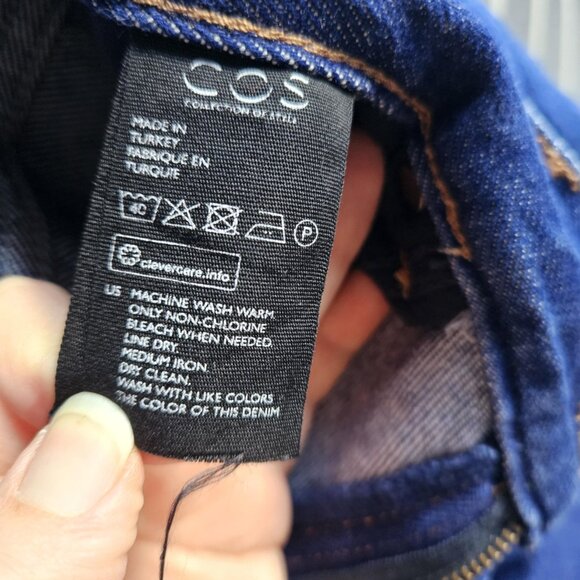 COS
COLLECTION OF STYLE
MADE IN
TURKEY
FABRIQUE EN
TURQUIE
40 P
clevercare.info
US MACHINE WASH WARM
ONLY NON-CHLORINE
BLEACH WHEN NEEDED.
LINE DRY.
MEDIUM IRON.
DRY CLEAN.
WASH WITH LIKE COLORS
THE COLOR OF THIS DENIM